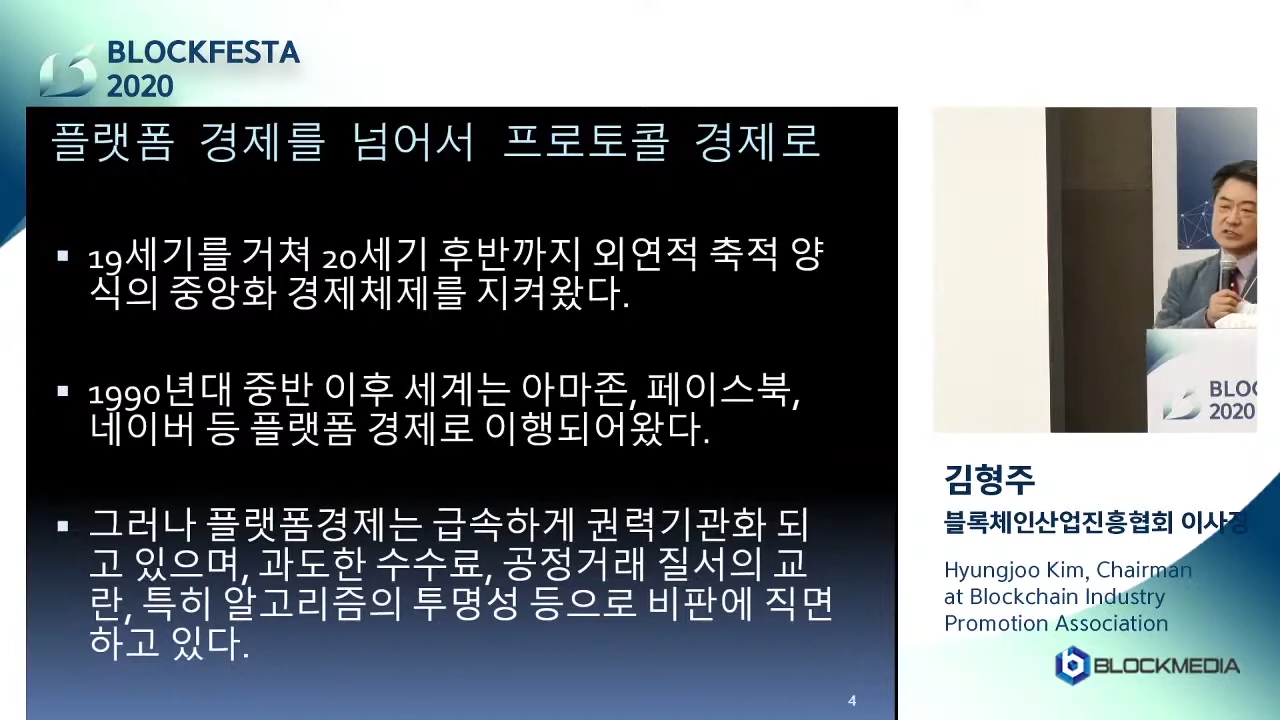 BLOCKFESTA
2020
플랫폼 경제를 넘어서 프로토콜 경제로
▪ 19세기를 거쳐 20세기 후반까지 외연적 축적 양
식의 중앙화 경제체제를 지켜왔다.
▪ 1990년대 중반 이후 세계는 아마존, 페이스북,
네이버 등 플랫폼 경제로 이행되어왔다.
▪ 그러나 플랫폼경제는 급속하게 권력기관화 되
고 있으며, 과도한 수수료, 공정거래 질서의 교
란, 특히 알고리즘의 투명성 등으로 비판에 직면
하고 있다.
4
BLOC
2020
김형주
블록체인산업진흥협회 이사장
Hyungjoo Kim, Chairman
at Blockchain Industry
Promotion Association
BLOCKMEDIA